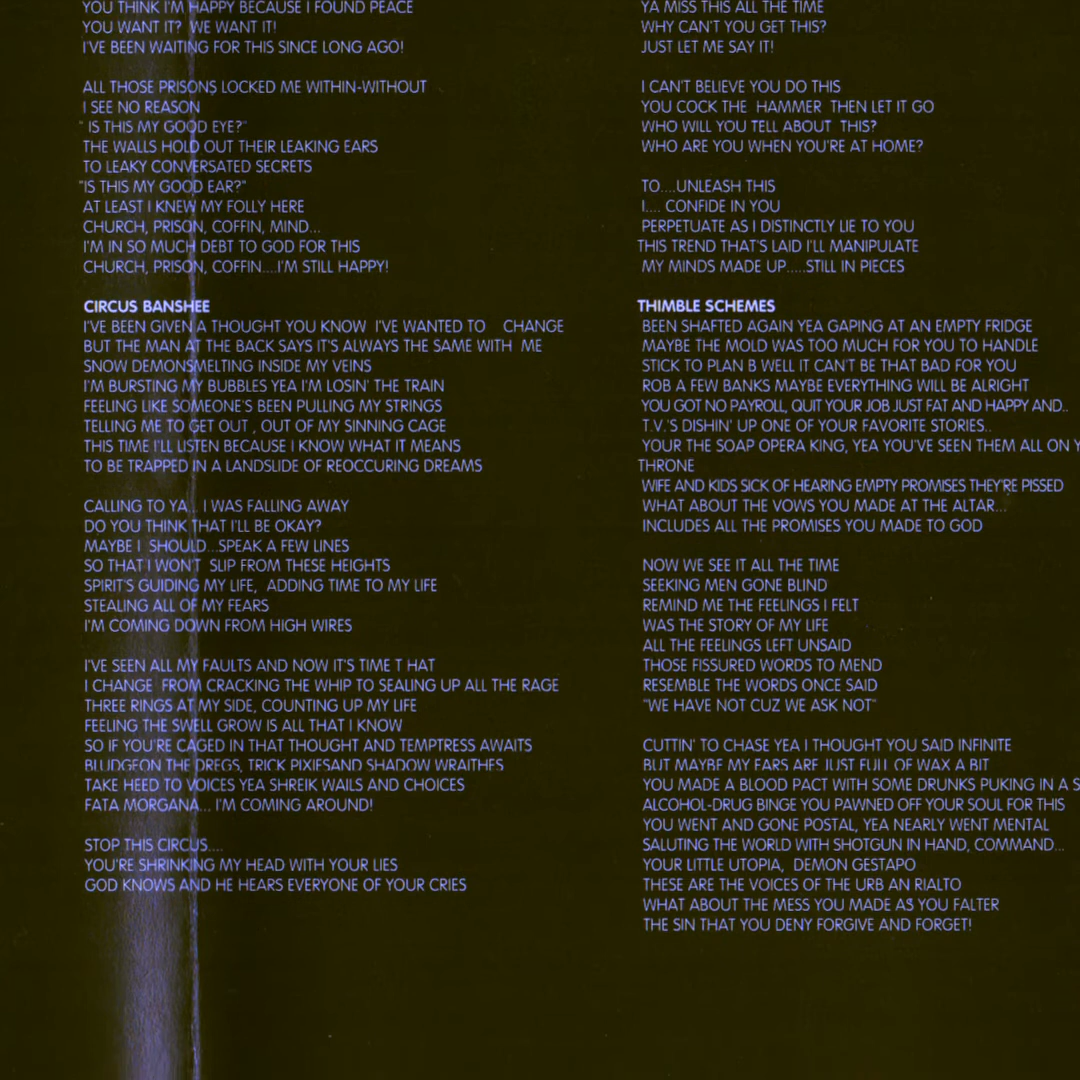 YOU THINK I'M HAPPY BECAUSE I FOUND PEACE
YOU WANT IT?  WE WANT IT!
I'VE BEEN WAITING FOR THIS SINCE LONG AGO!
ALL THOSE PRISONS LOCKED ME WITHIN-WITHOUT
I SEE NO REASON
" IS THIS MY GOOD EYE?"
THE WALLS HOLD OUT THEIR LEAKING EARS
TO LEAKY CONVERSATED SECRETS
"IS THIS MY GOOD EAR?"
AT LEAST I KNEW MY FOLLY HERE
CHURCH, PRISON, COFFIN, MIND...
I'M IN SO MUCH DEBT TO GOD FOR THIS
CHURCH, PRISON, COFFIN....I'M STILL HAPPY!
CIRCUS BANSHEE
I'VE BEEN GIVEN A THOUGHT YOU KNOW  I'VE WANTED TO    CHANGE
BUT THE MAN AT THE BACK SAYS IT'S ALWAYS THE SAME WITH  ME
SNOW DEMONSMELTING INSIDE MY VEINS
I'M BURSTING MY BUBBLES YEA I'M LOSIN' THE TRAIN
FEELING LIKE SOMEONE'S BEEN PULLING MY STRINGS
TELLING ME TO GET OUT , OUT OF MY SINNING CAGE
THIS TIME I'LL LISTEN BECAUSE I KNOW WHAT IT MEANS
TO BE TRAPPED IN A LANDSLIDE OF REOCCURING DREAMS
CALLING TO YA... I WAS FALLING AWAY
DO YOU THINK THAT I'LL BE OKAY?
MAYBE I  SHOULD...SPEAK A FEW LINES
SO THAT I WON'T  SLIP FROM THESE HEIGHTS
SPIRIT'S GUIDING MY LIFE,  ADDING TIME TO MY LIFE
STEALING ALL OF MY FEARS
I'M COMING DOWN FROM HIGH WIRES
I'VE SEEN ALL MY FAULTS AND NOW IT'S TIME T HAT
I CHANGE  FROM CRACKING THE WHIP TO SEALING UP ALL THE RAGE
THREE RINGS AT MY SIDE, COUNTING UP MY LIFE
FEELING THE SWELL GROW IS ALL THAT I KNOW
SO IF YOU'RE CAGED IN THAT THOUGHT AND TEMPTRESS AWAITS
BLUDGEON THE DREGS, TRICK PIXIESAND SHADOW WRAITHES
TAKE HEED TO VOICES YEA SHREIK WAILS AND CHOICES
FATA MORGANA... I'M COMING AROUND!
STOP THIS CIRCUS....
YOU'RE SHRINKING MY HEAD WITH YOUR LIES
GOD KNOWS AND HE HEARS EVERYONE OF YOUR CRIES
YA MISS THIS ALL THE TIME
WHY CAN'T YOU GET THIS?
JUST LET ME SAY IT!
I CAN'T BELIEVE YOU DO THIS
YOU COCK THE  HAMMER  THEN LET IT GO
WHO WILL YOU TELL ABOUT  THIS?
WHO ARE YOU WHEN YOU'RE AT HOME?
TO....UNLEASH THIS
I.... CONFIDE IN YOU
PERPETUATE AS I DISTINCTLY LIE TO YOU
THIS TREND THAT'S LAID I'LL MANIPULATE
MY MINDS MADE UP.....STILL IN PIECES
THIMBLE SCHEMES
BEEN SHAFTED AGAIN YEA GAPING AT AN EMPTY FRIDGE
MAYBE THE MOLD WAS TOO MUCH FOR YOU TO HANDLE
STICK TO PLAN B WELL IT CAN'T BE THAT BAD FOR YOU
ROB A FEW BANKS MAYBE EVERYTHING WILL BE ALRIGHT
YOU GOT NO PAYROLL, QUIT YOUR JOB JUST FAT AND HAPPY AND..
T.V.'S DISHIN' UP ONE OF YOUR FAVORITE STORIES..
YOUR THE SOAP OPERA KING, YEA YOU'VE SEEN THEM ALL ON
THRONE
WIFE AND KIDS SICK OF HEARING EMPTY PROMISES THEY'RE PISSED
WHAT ABOUT THE VOWS YOU MADE AT THE ALTAR...
INCLUDES ALL THE PROMISES YOU MADE TO GOD
NOW WE SEE IT ALL THE TIME
SEEKING MEN GONE BLIND
REMIND ME THE FEELINGS I FELT
WAS THE STORY OF MY LIFE
ALL THE FEELINGS LEFT UNSAID
THOSE FISSURED WORDS TO MEND
RESEMBLE THE WORDS ONCE SAID
"WE HAVE NOT CUZ WE ASK NOT"
CUTTIN' TO CHASE YEA I THOUGHT YOU SAID INFINITE
BUT MAYBE MY EARS ARE JUST FULL OF WAX A BIT
YOU MADE A BLOOD PACT WITH SOME DRUNKS PUKING IN A
ALCOHOL-DRUG BINGE YOU PAWNED OFF YOUR SOUL FOR THIS
YOU WENT AND GONE POSTAL, YEA NEARLY WENT MENTAL
SALUTING THE WORLD WITH SHOTGUN IN HAND, COMMAND...
YOUR LITTLE UTOPIA,  DEMON GESTAPO
THESE ARE THE VOICES OF THE URB AN RIALTO
WHAT ABOUT THE MESS YOU MADE AS YOU FALTER
THE SIN THAT YOU DENY FORGIVE AND FORGET!